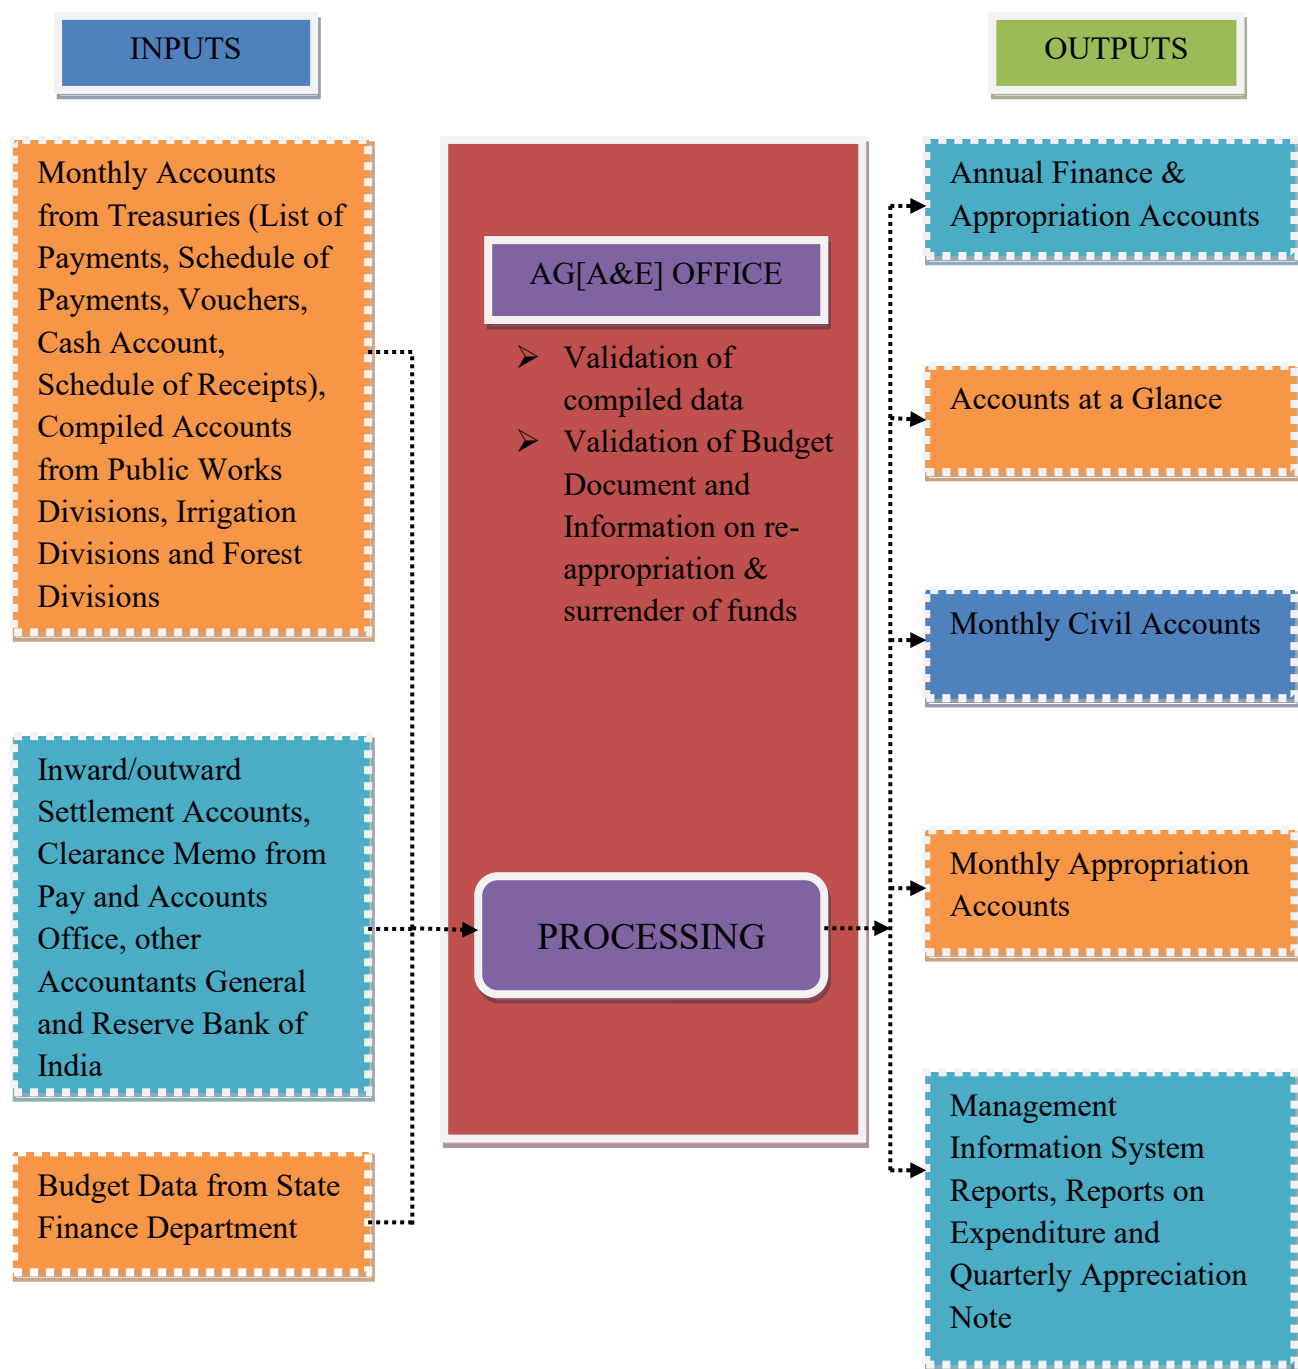 INPUTS
Monthly Accounts
from Treasuries (List of
Payments, Schedule of
Payments, Vouchers,
Cash Account,
Schedule of Receipts),
Compiled Accounts
from Public Works
Divisions, Irrigation
Divisions and Forest
Divisions
Inward/outward
Settlement Accounts,
Clearance Memo from
Pay and Accounts
Office, other
Accountants General
and Reserve Bank of
India
Budget Data from State
Finance Department
AG[A&E] OFFICE
➢ Validation of
compiled data
➢ Validation of Budget
Document and
Information on re-
appropriation &
surrender of funds
PROCESSING
OUTPUTS
Annual Finance &
Appropriation Accounts
Accounts at a Glance
Monthly Civil Accounts
Monthly Appropriation
Accounts
Management
Information System
Reports, Reports on
Expenditure and
Quarterly Appreciation
Note